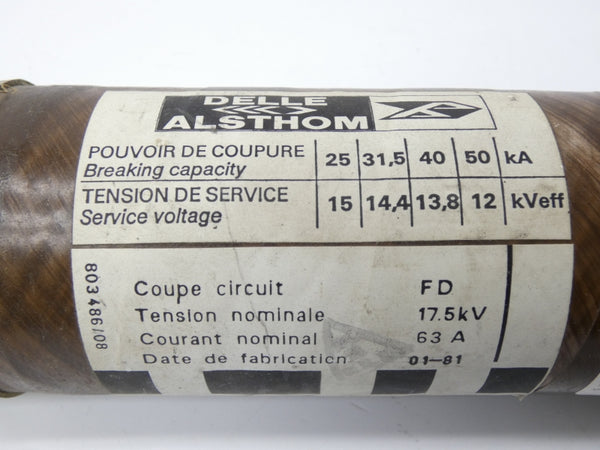 DELLE
ALSTHOM
POUVOIR DE COUPURE 25 31,5 40 50 kA
Breaking capacity
TENSION DE SERVICE 15 14,4 13,8 12 kVeff
Service voltage
803486/08
Coupe circuit FD
Tension nominale 17.5kV
Courant nominal 63 A
Date de fabrication 01-81